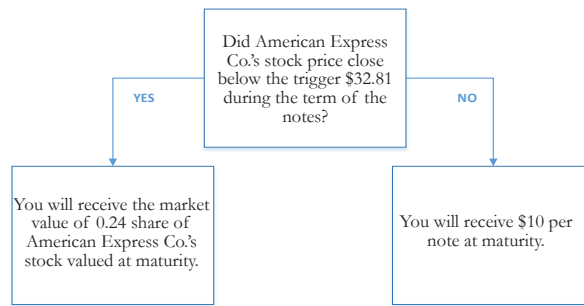 Did American Express
Co.'s stock price close
below the trigger $32.81
during the term of the
notes?
YES
NO
You will receive the market
value of 0.24 share of
American Express Co.'s
stock valued at maturity.
You will receive $10 per
note at maturity.